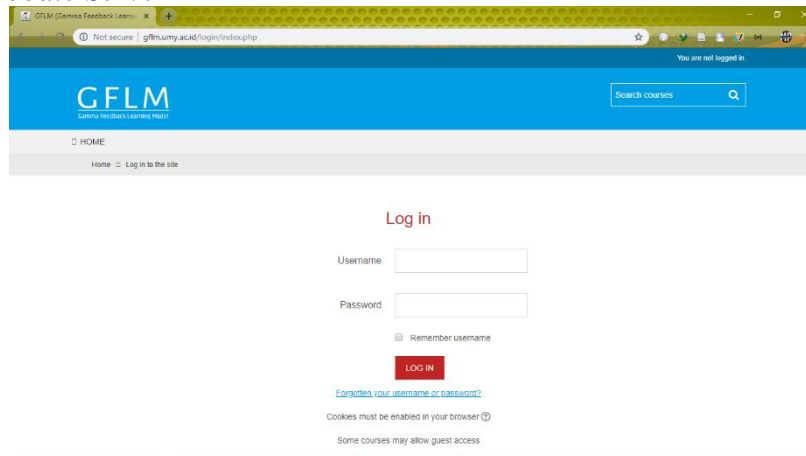 GFLM (Gamma Feedback Learnin
Not secure | gflm.umy.ac.id/login/index.php
You are not logged in.
GFLM
Gamma Feedback Learning Model
Search courses
HOME
Home Log in to the site
Log in
Username
Password
Remember username
LOG IN
Forgotten your username or password?
Cookies must be enabled in your browser
Some courses may allow guest access